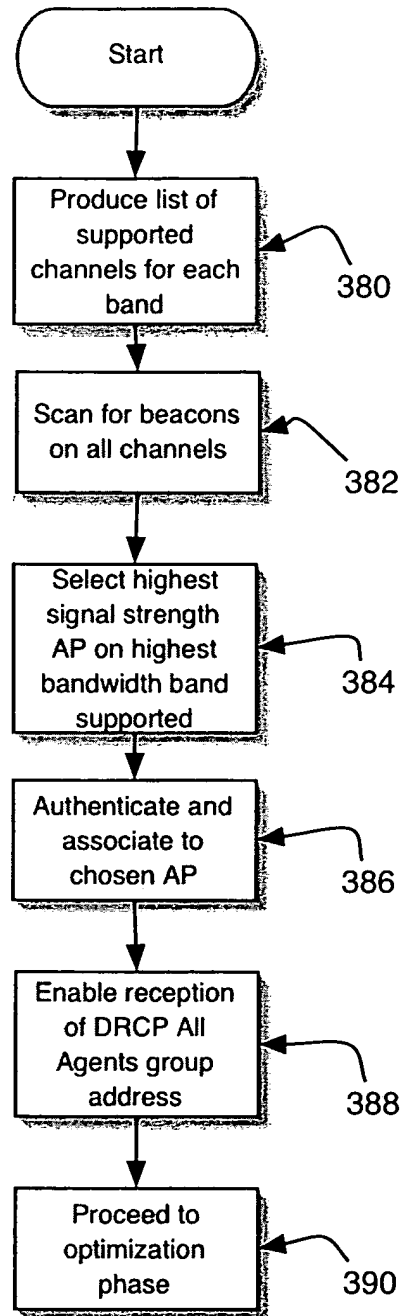 Start
Produce list of
supported
channels for each
band
380
Scan for beacons
on all channels
382
Select highest
signal strength
AP on highest
bandwidth band
supported
384
Authenticate and
associate to
chosen AP
386
Enable reception
of DRCP All
Agents group
address
388
Proceed to
optimization
phase
390